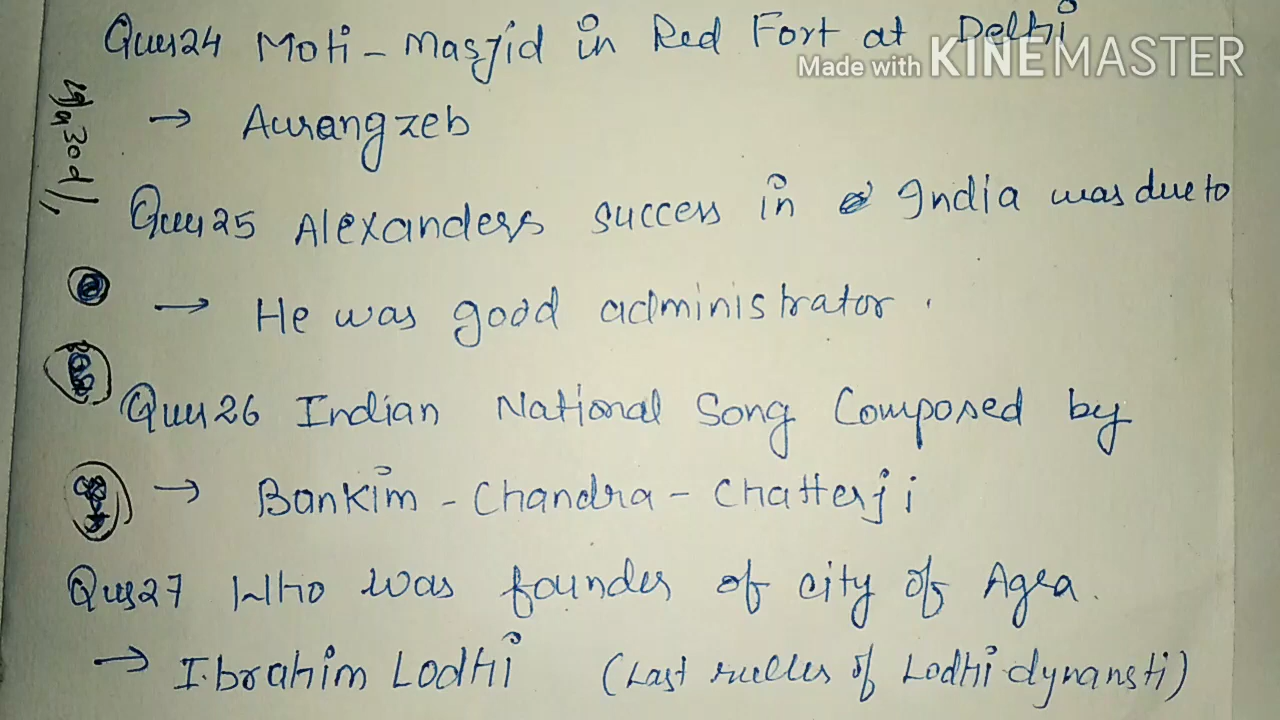 Ques24 Moti-Masjid in Red Fort at Delhi
Made with KINEMASTER
→ Aurangzeb
Ques25 Alexanders success in India was due to
→ He was good administrator.
Ques26 Indian National Song Composed by
→ Bankim-Chandra-Chatterji
Ques27 Who was founder of city of Agra.
→ Ibrahim Lodhi (Last ruller of Lodhi dynansti)